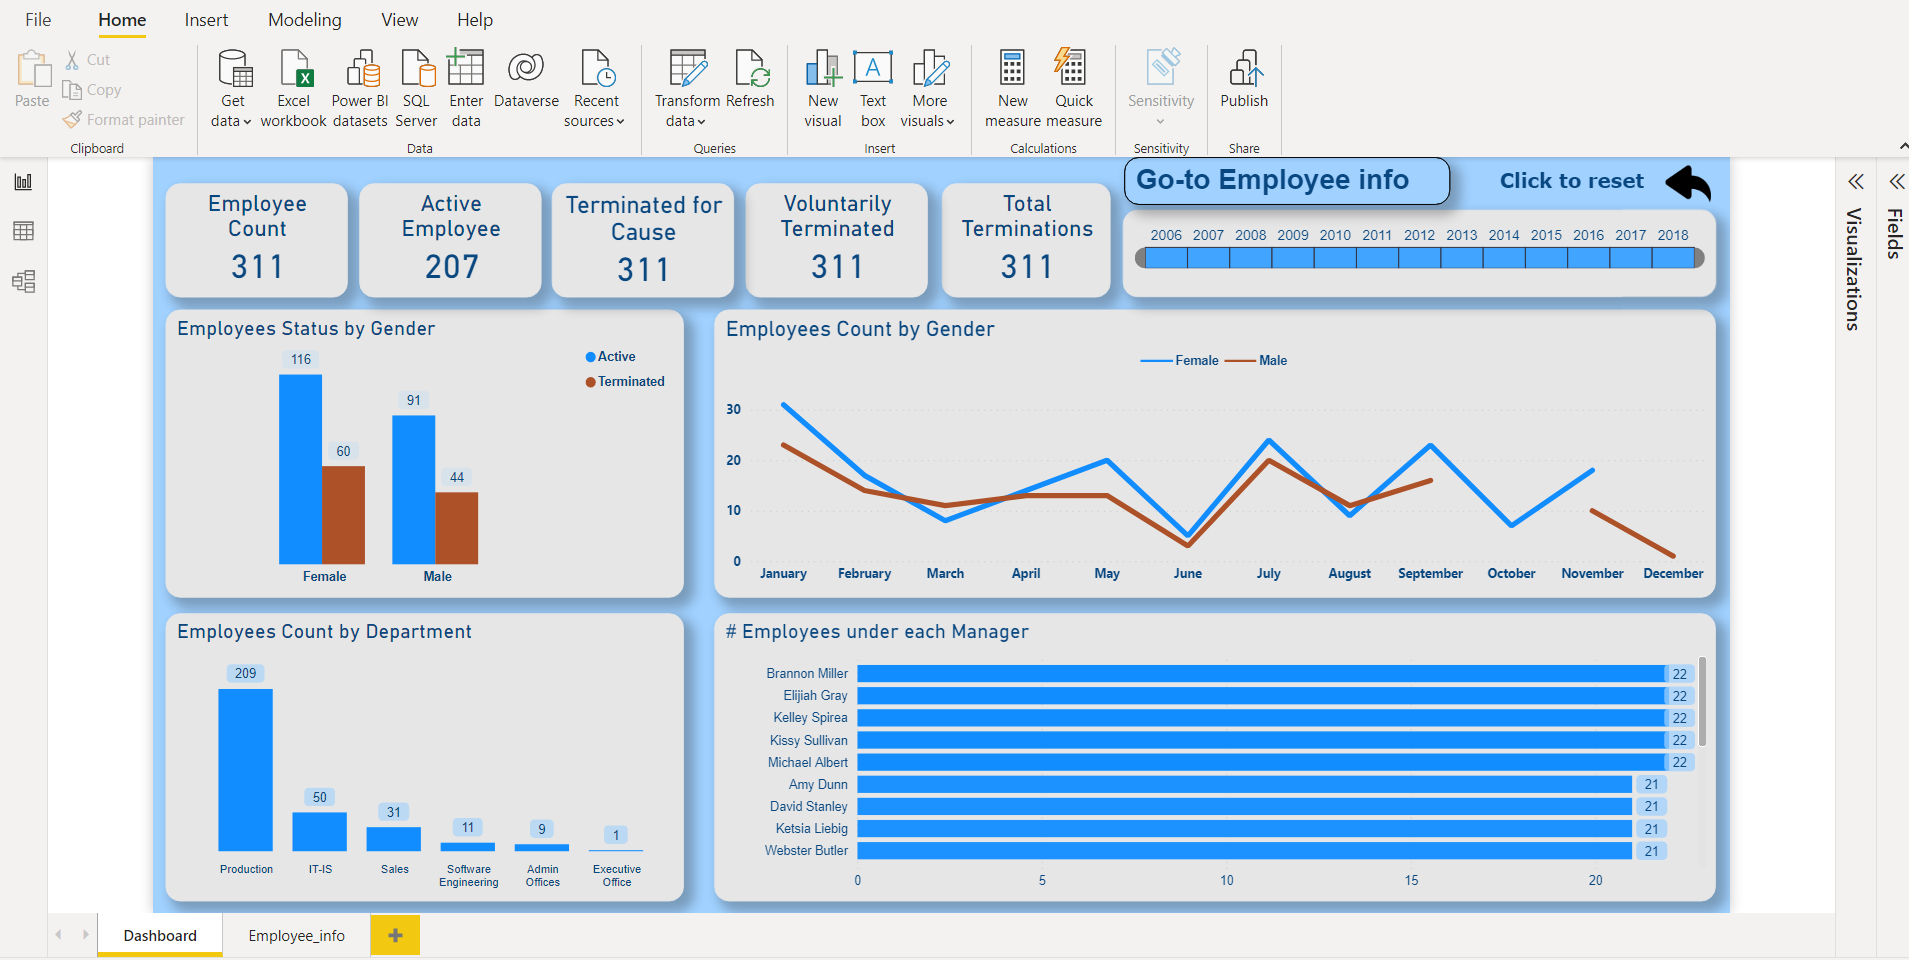 File Home Insert Modeling View Help
Paste
Cut
Copy
Format painter
Clipboard
Get data
Excel workbook
Power BI datasets
SQL Server
Enter data
Dataverse
Recent sources
Data
Transform data
Refresh
Queries
New visual
Text box
More visuals
Insert
New measure
Quick measure
Calculations
Sensitivity
Sensitivity
Publish
Share
Employee
Count
311
Active
Employee
207
Terminated for
Cause
311
Voluntarily
Terminated
311
Total
Terminations
311
Go-to Employee info
Click to reset
2006 2007 2008 2009 2010 2011 2012 2013 2014 2015 2016 2017 2018
Visualizations
Fields
Employees Status by Gender
Active
Terminated
116
60
91
44
Female Male
Employees Count by Gender
Female Male
30
20
10
0
January February March April May June July August September October November December
Employees Count by Department
209
50
31
11
9
1
Production IT-IS Sales Software Engineering Admin Offices Executive Office
# Employees under each Manager
Brannon Miller 22
Elijiah Gray 22
Kelley Spirea 22
Kissy Sullivan 22
Michael Albert 22
Amy Dunn 21
David Stanley 21
Ketsia Liebig 21
Webster Butler 21
0 5 10 15 20
Dashboard Employee_info